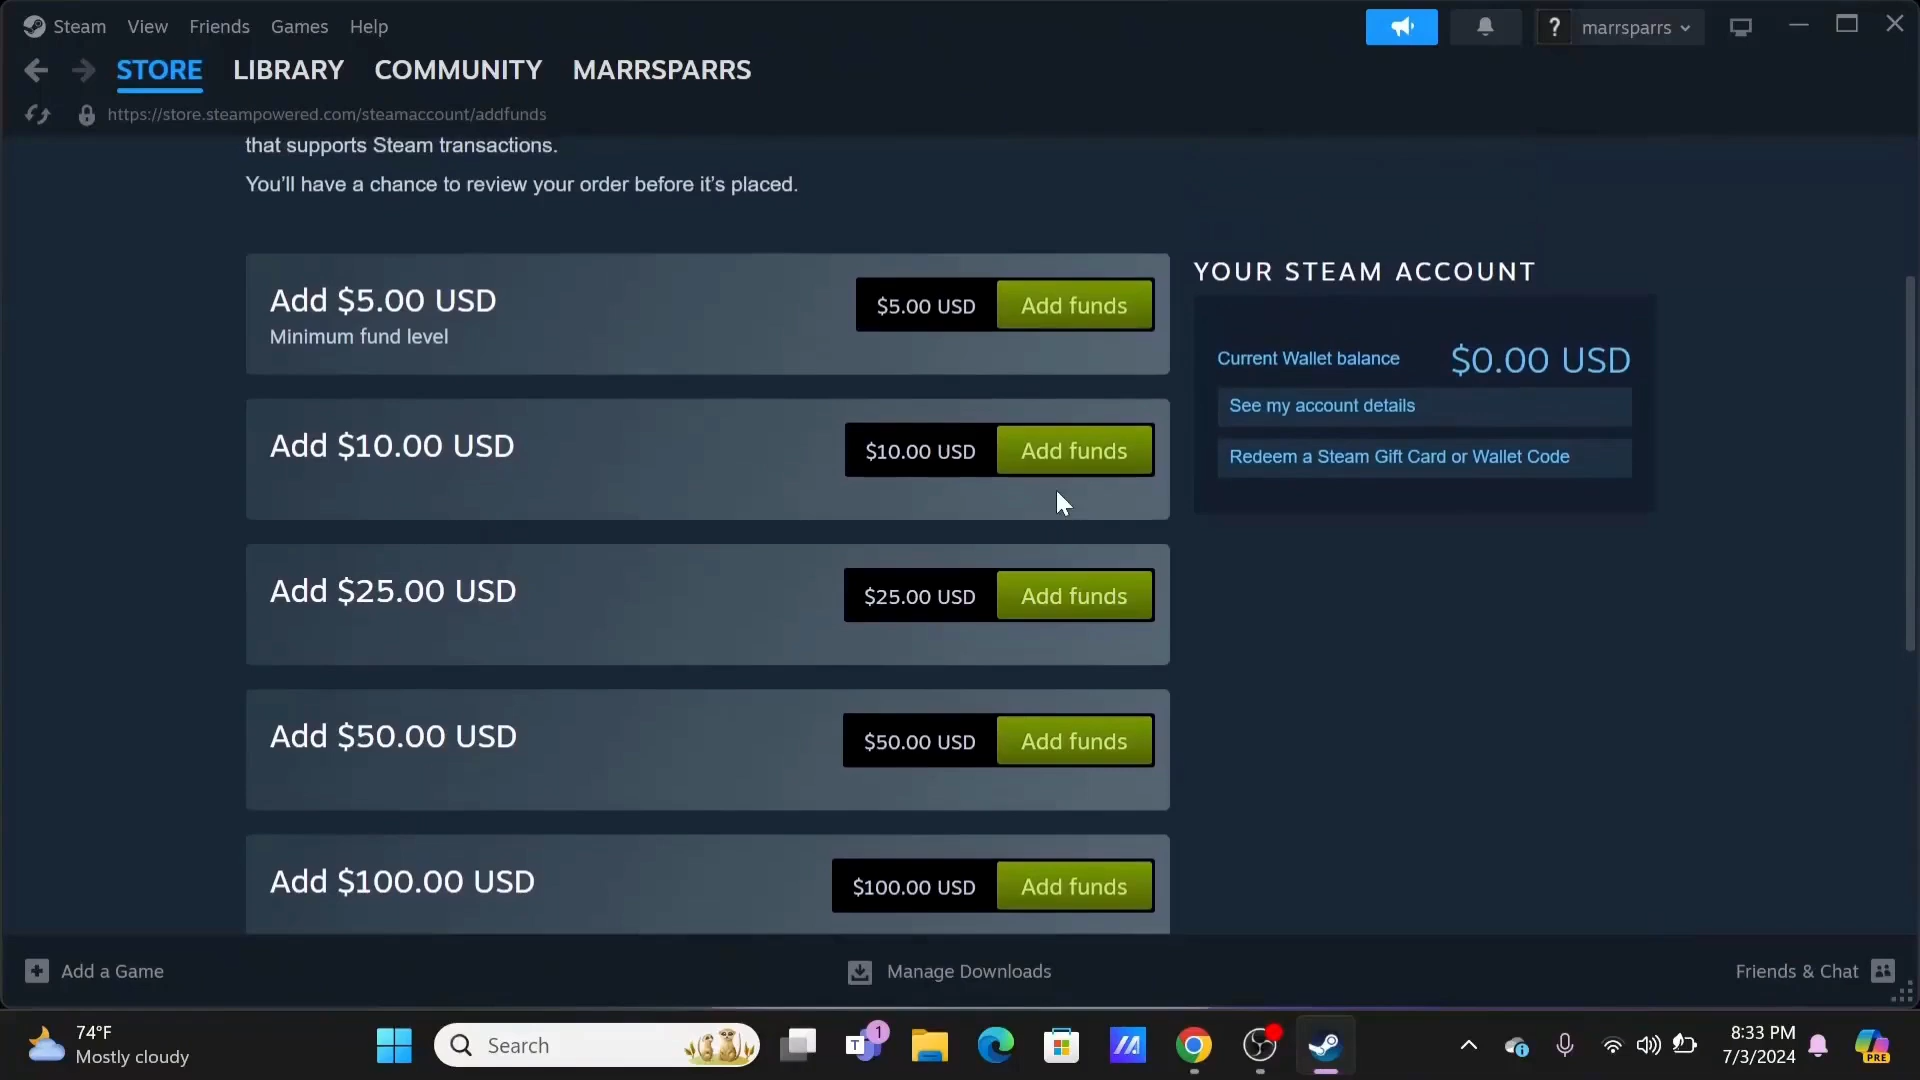 Steam View Friends Games Help
? marrsparrs
STORE LIBRARY COMMUNITY MARRSPARRS
https://store.steampowered.com/steamaccount/addfunds
that supports Steam transactions.
You'll have a chance to review your order before it's placed.
Add $5.00 USD
Minimum fund level
$5.00 USD Add funds
Add $10.00 USD
$10.00 USD Add funds
Add $25.00 USD
$25.00 USD Add funds
Add $50.00 USD
$50.00 USD Add funds
Add $100.00 USD
$100.00 USD Add funds
YOUR STEAM ACCOUNT
Current Wallet balance $0.00 USD
See my account details
Redeem a Steam Gift Card or Wallet Code
Add a Game
Manage Downloads
Friends & Chat
74°F
Mostly cloudy
Search
T 1
8:33 PM
7/3/2024
PRE